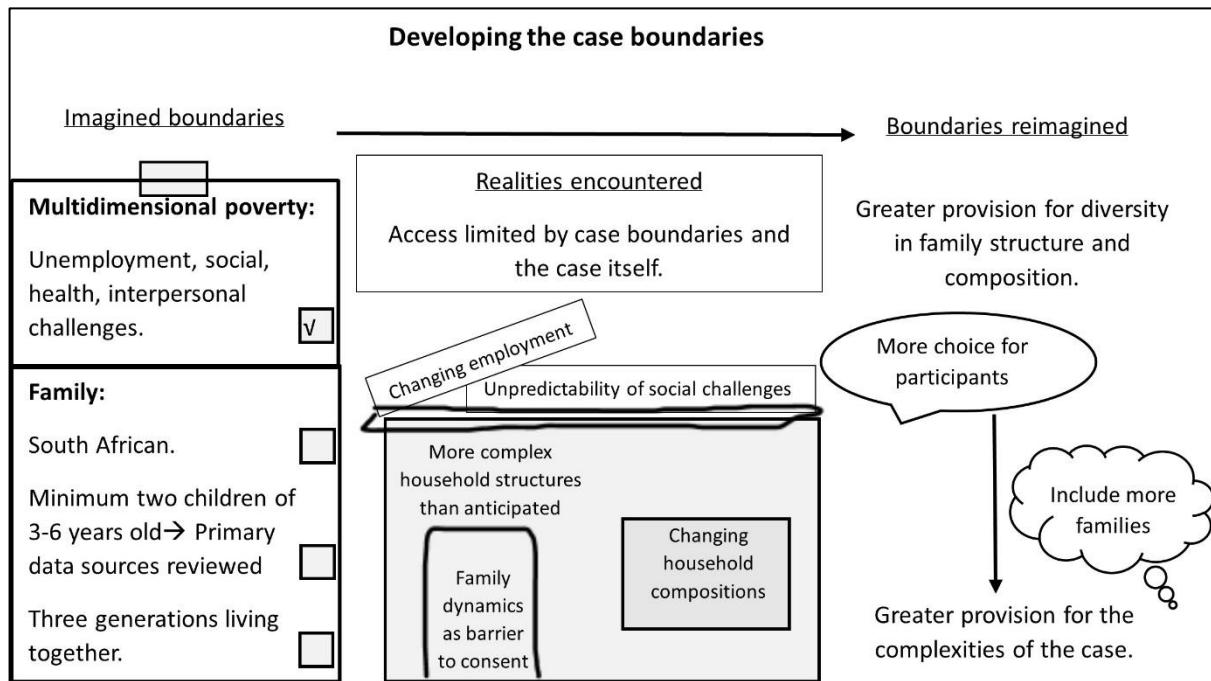 Developing the case boundaries
Imagined boundaries
Multidimensional poverty:
Unemployment, social,
health, interpersonal
challenges.
√
Family:
South African.
Minimum two children of
3-6 years old→ Primary
data sources reviewed
Three generations living
together.
Realities encountered
Access limited by case boundaries and
the case itself.
Changing employment
Unpredictability of social challenges
More complex
household structures
than anticipated
Family
dynamics
as barrier
to consent
Changing
household
compositions
Boundaries reimagined
Greater provision for diversity
in family structure and
composition.
More choice for
participants
Include more
families
Greater provision for the
complexities of the case.